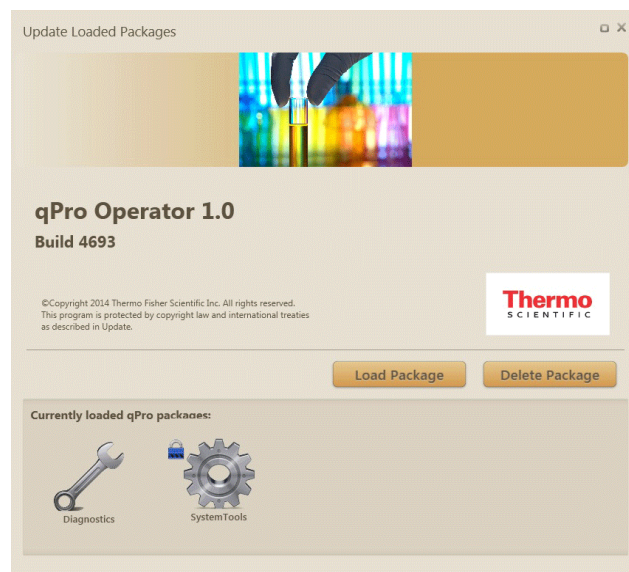 Update Loaded Packages
qPro Operator 1.0
Build 4693
©Copyright 2014 Thermo Fisher Scientific Inc. All rights reserved.
This program is protected by copyright law and international treaties
as described in Update.
Thermo
SCIENTIFIC
Load Package
Delete Package
Currently loaded qPro packages:
Diagnostics
SystemTools